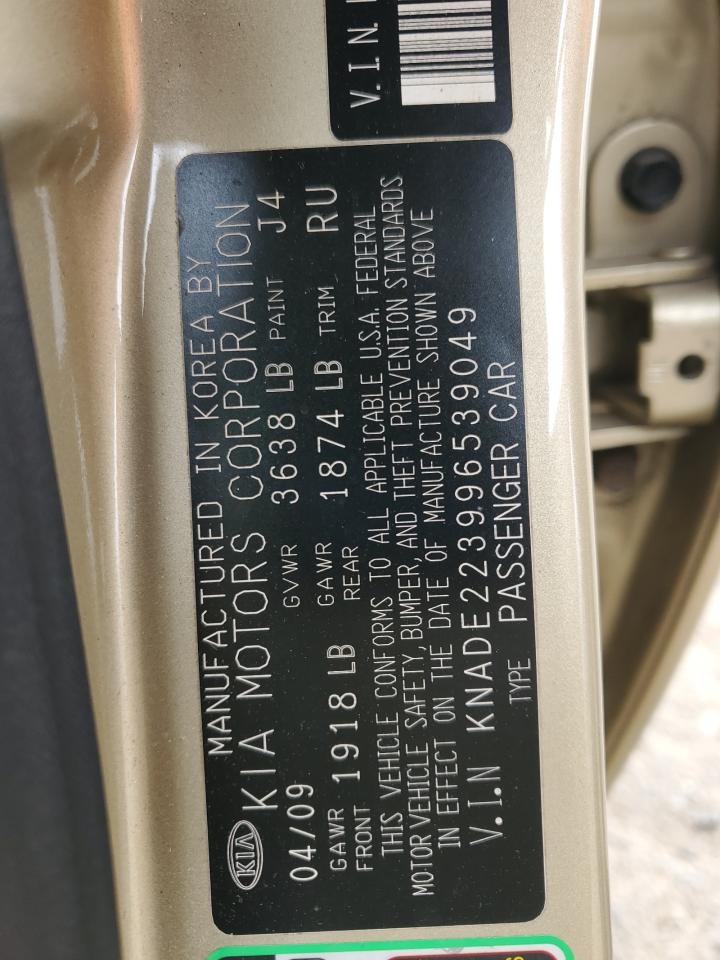 MANUFACTURED IN KOREA BY
KIA KIA MOTORS CORPORATION
04/09 GVWR 3638 LB PAINT J4
GAWR FRONT 1918 LB GAWR REAR 1874 LB TRIM RU
THIS VEHICLE CONFORMS TO ALL APPLICABLE U.S.A. FEDERAL
MOTOR VEHICLE SAFETY, BUMPER, AND THEFT PREVENTION STANDARDS
IN EFFECT ON THE DATE OF MANUFACTURE SHOWN ABOVE
V.I.N KNADE223996539049
TYPE PASSENGER CAR
V.I.N.